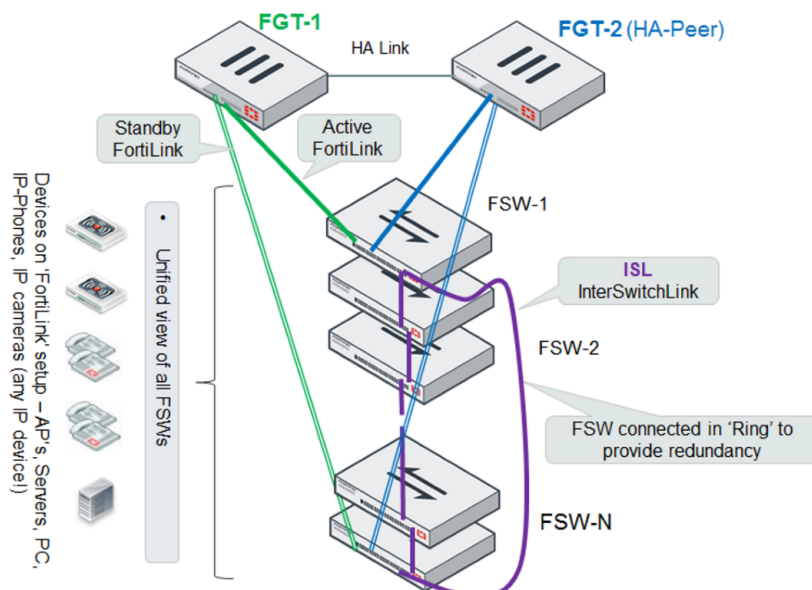 FGT-1
FGT-2 (HA-Peer)
HA Link
Standby
FortiLink
Active
FortiLink
FSW-1
ISL
InterSwitchLink
FSW-2
FSW connected in ‘Ring’ to
provide redundancy
FSW-N
• Unified view of all FSWs
Devices on ‘FortiLink’ setup – AP’s, Servers, PC,
IP-Phones, IP cameras (any IP device!)